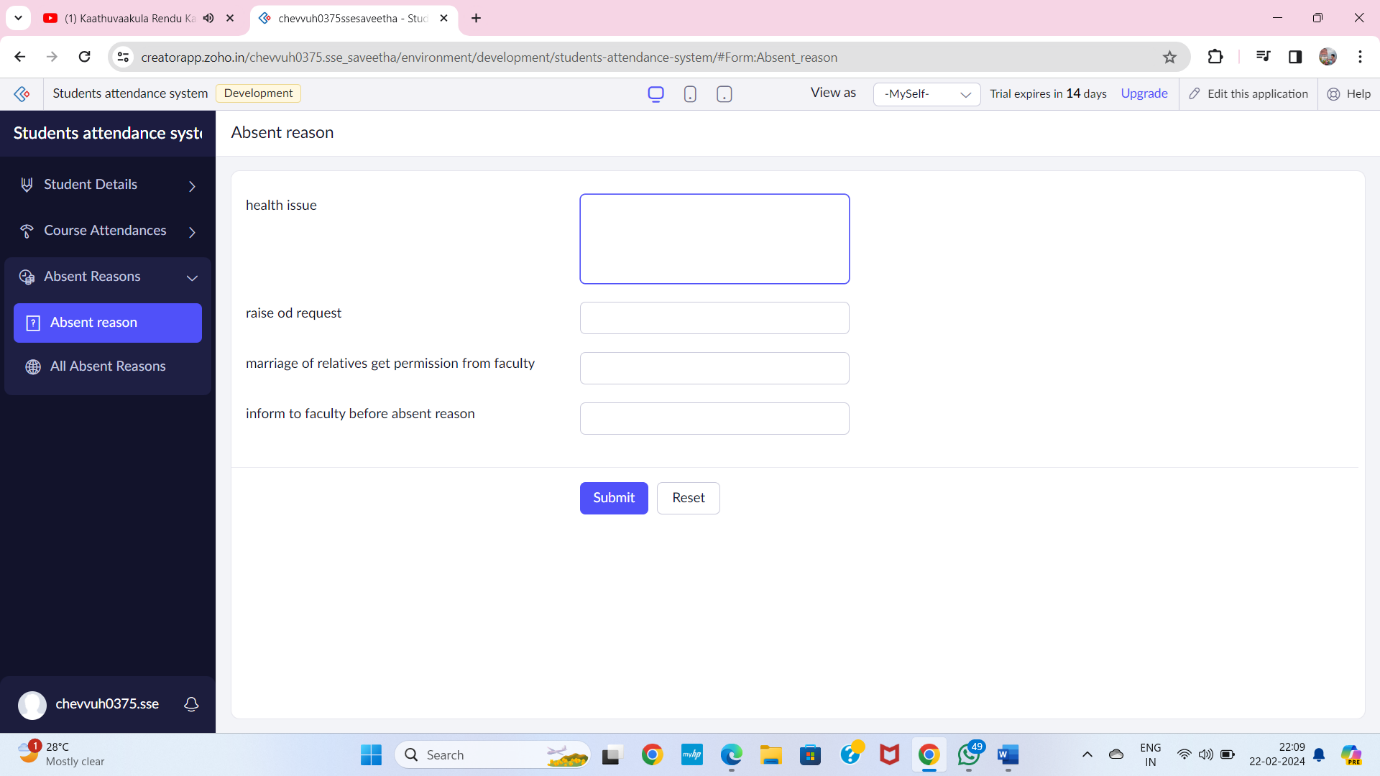 (1) Kaathuvaakula Rendu Ka
chevvuh0375ssesaveetha - Stud
creatorapp.zoho.in/chevvuh0375.sse_saveetha/environment/development/students-attendance-system/#Form:Absent_reason
Students attendance system
Development
View as
-MySelf-
Trial expires in 14 days
Upgrade
Edit this application
Help
Students attendance syst
Absent reason
Student Details
Course Attendances
Absent Reasons
Absent reason
All Absent Reasons
health issue
raise od request
marriage of relatives get permission from faculty
inform to faculty before absent reason
Submit
Reset
chevvuh0375.sse
1
28°C
Mostly clear
Search
myhp
49
W
ENG
IN
22:09
22-02-2024
PRE